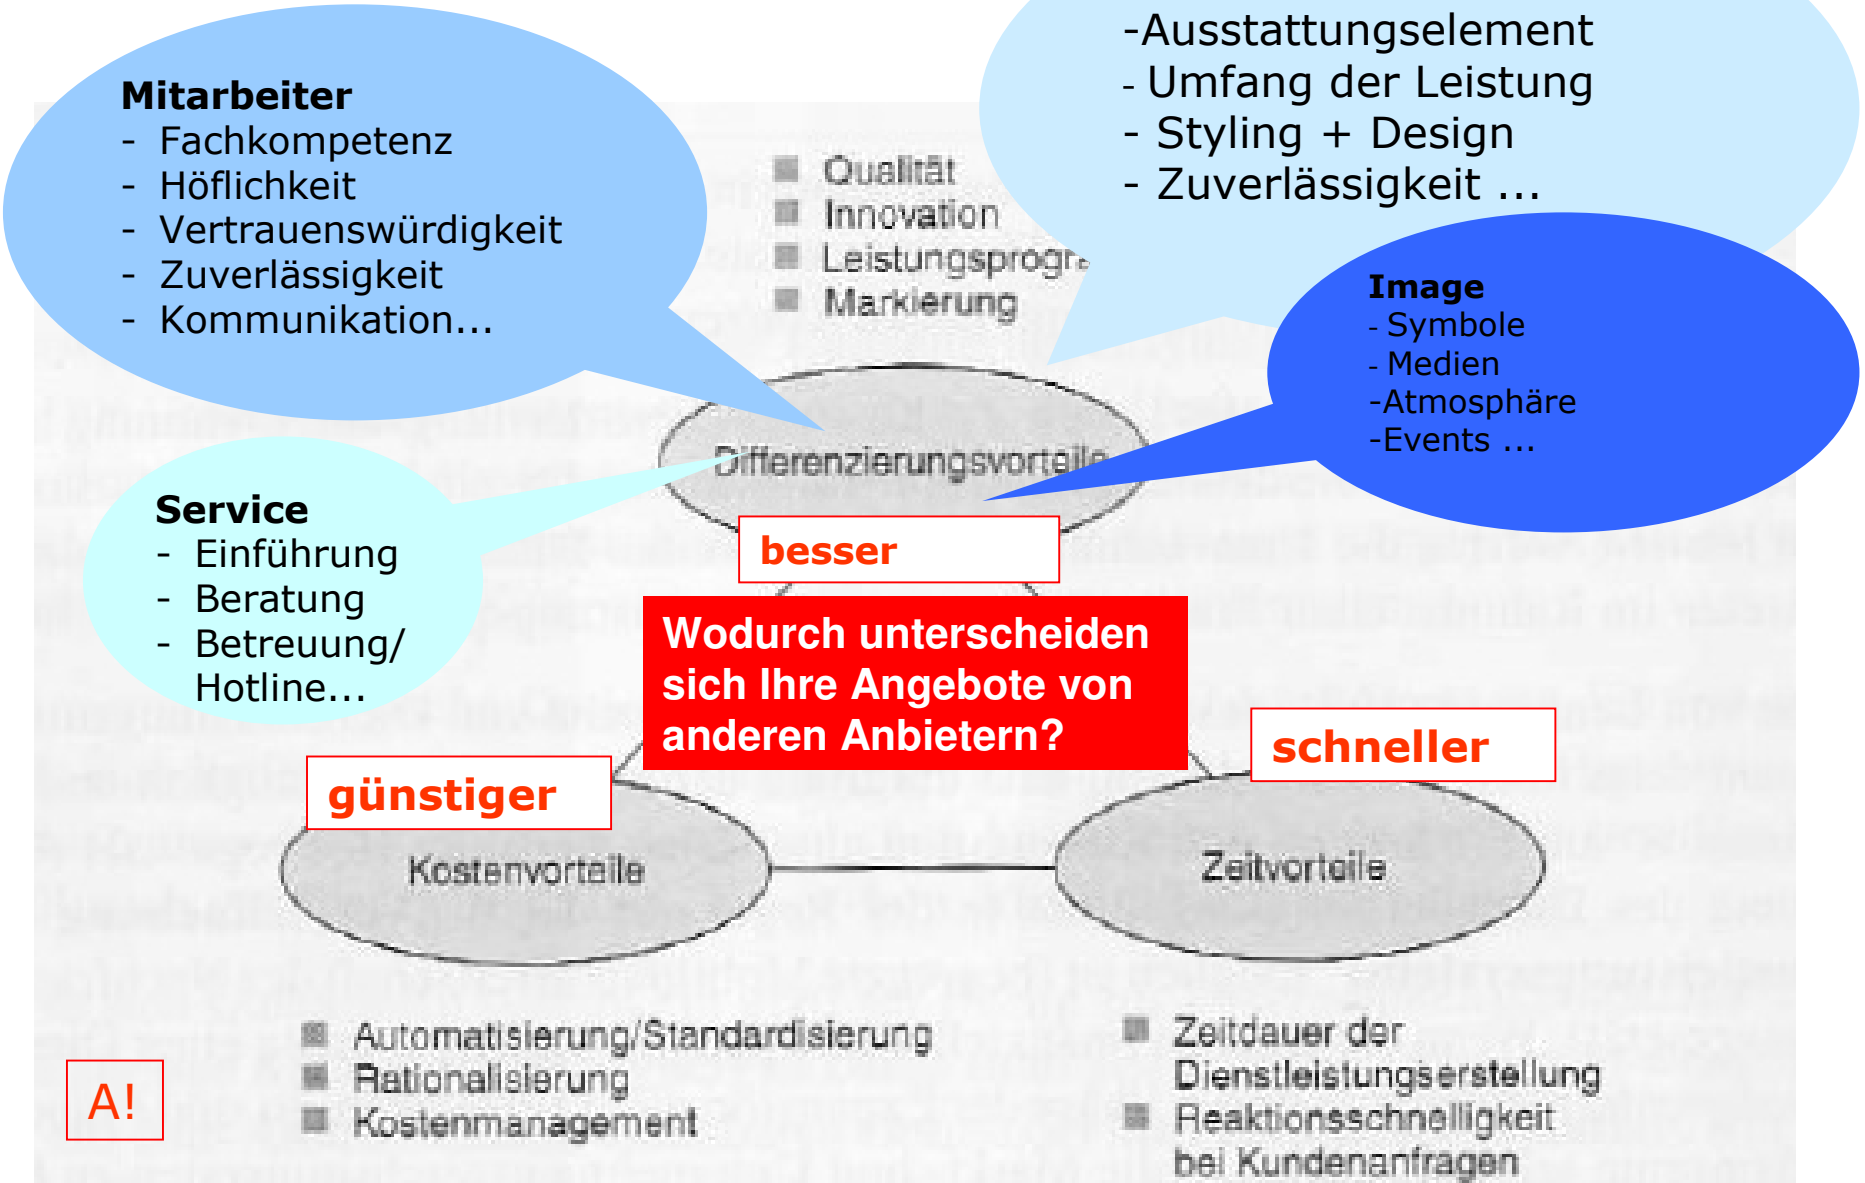 -Ausstattungselement
- Umfang der Leistung
- Styling + Design
- Zuverlässigkeit ...
Mitarbeiter
- Fachkompetenz
- Höflichkeit
- Vertrauenswürdigkeit
- Zuverlässigkeit
- Kommunikation...
Qualität
Innovation
Leistungsprogra
Markierung
Image
- Symbole
- Medien
-Atmosphäre
-Events ...
Differenzierungsvorteile
besser
Service
- Einführung
- Beratung
- Betreuung/
Hotline...
Wodurch unterscheiden
sich Ihre Angebote von
anderen Anbietern?
günstiger
schneller
Kostenvorteile
Zeitvorteile
Automatisierung/Standardisierung
Rationalisierung
Kostenmanagement
Zeitdauer der
Dienstleistungserstellung
Reaktionsschnelligkeit
bei Kundenanfragen
A!